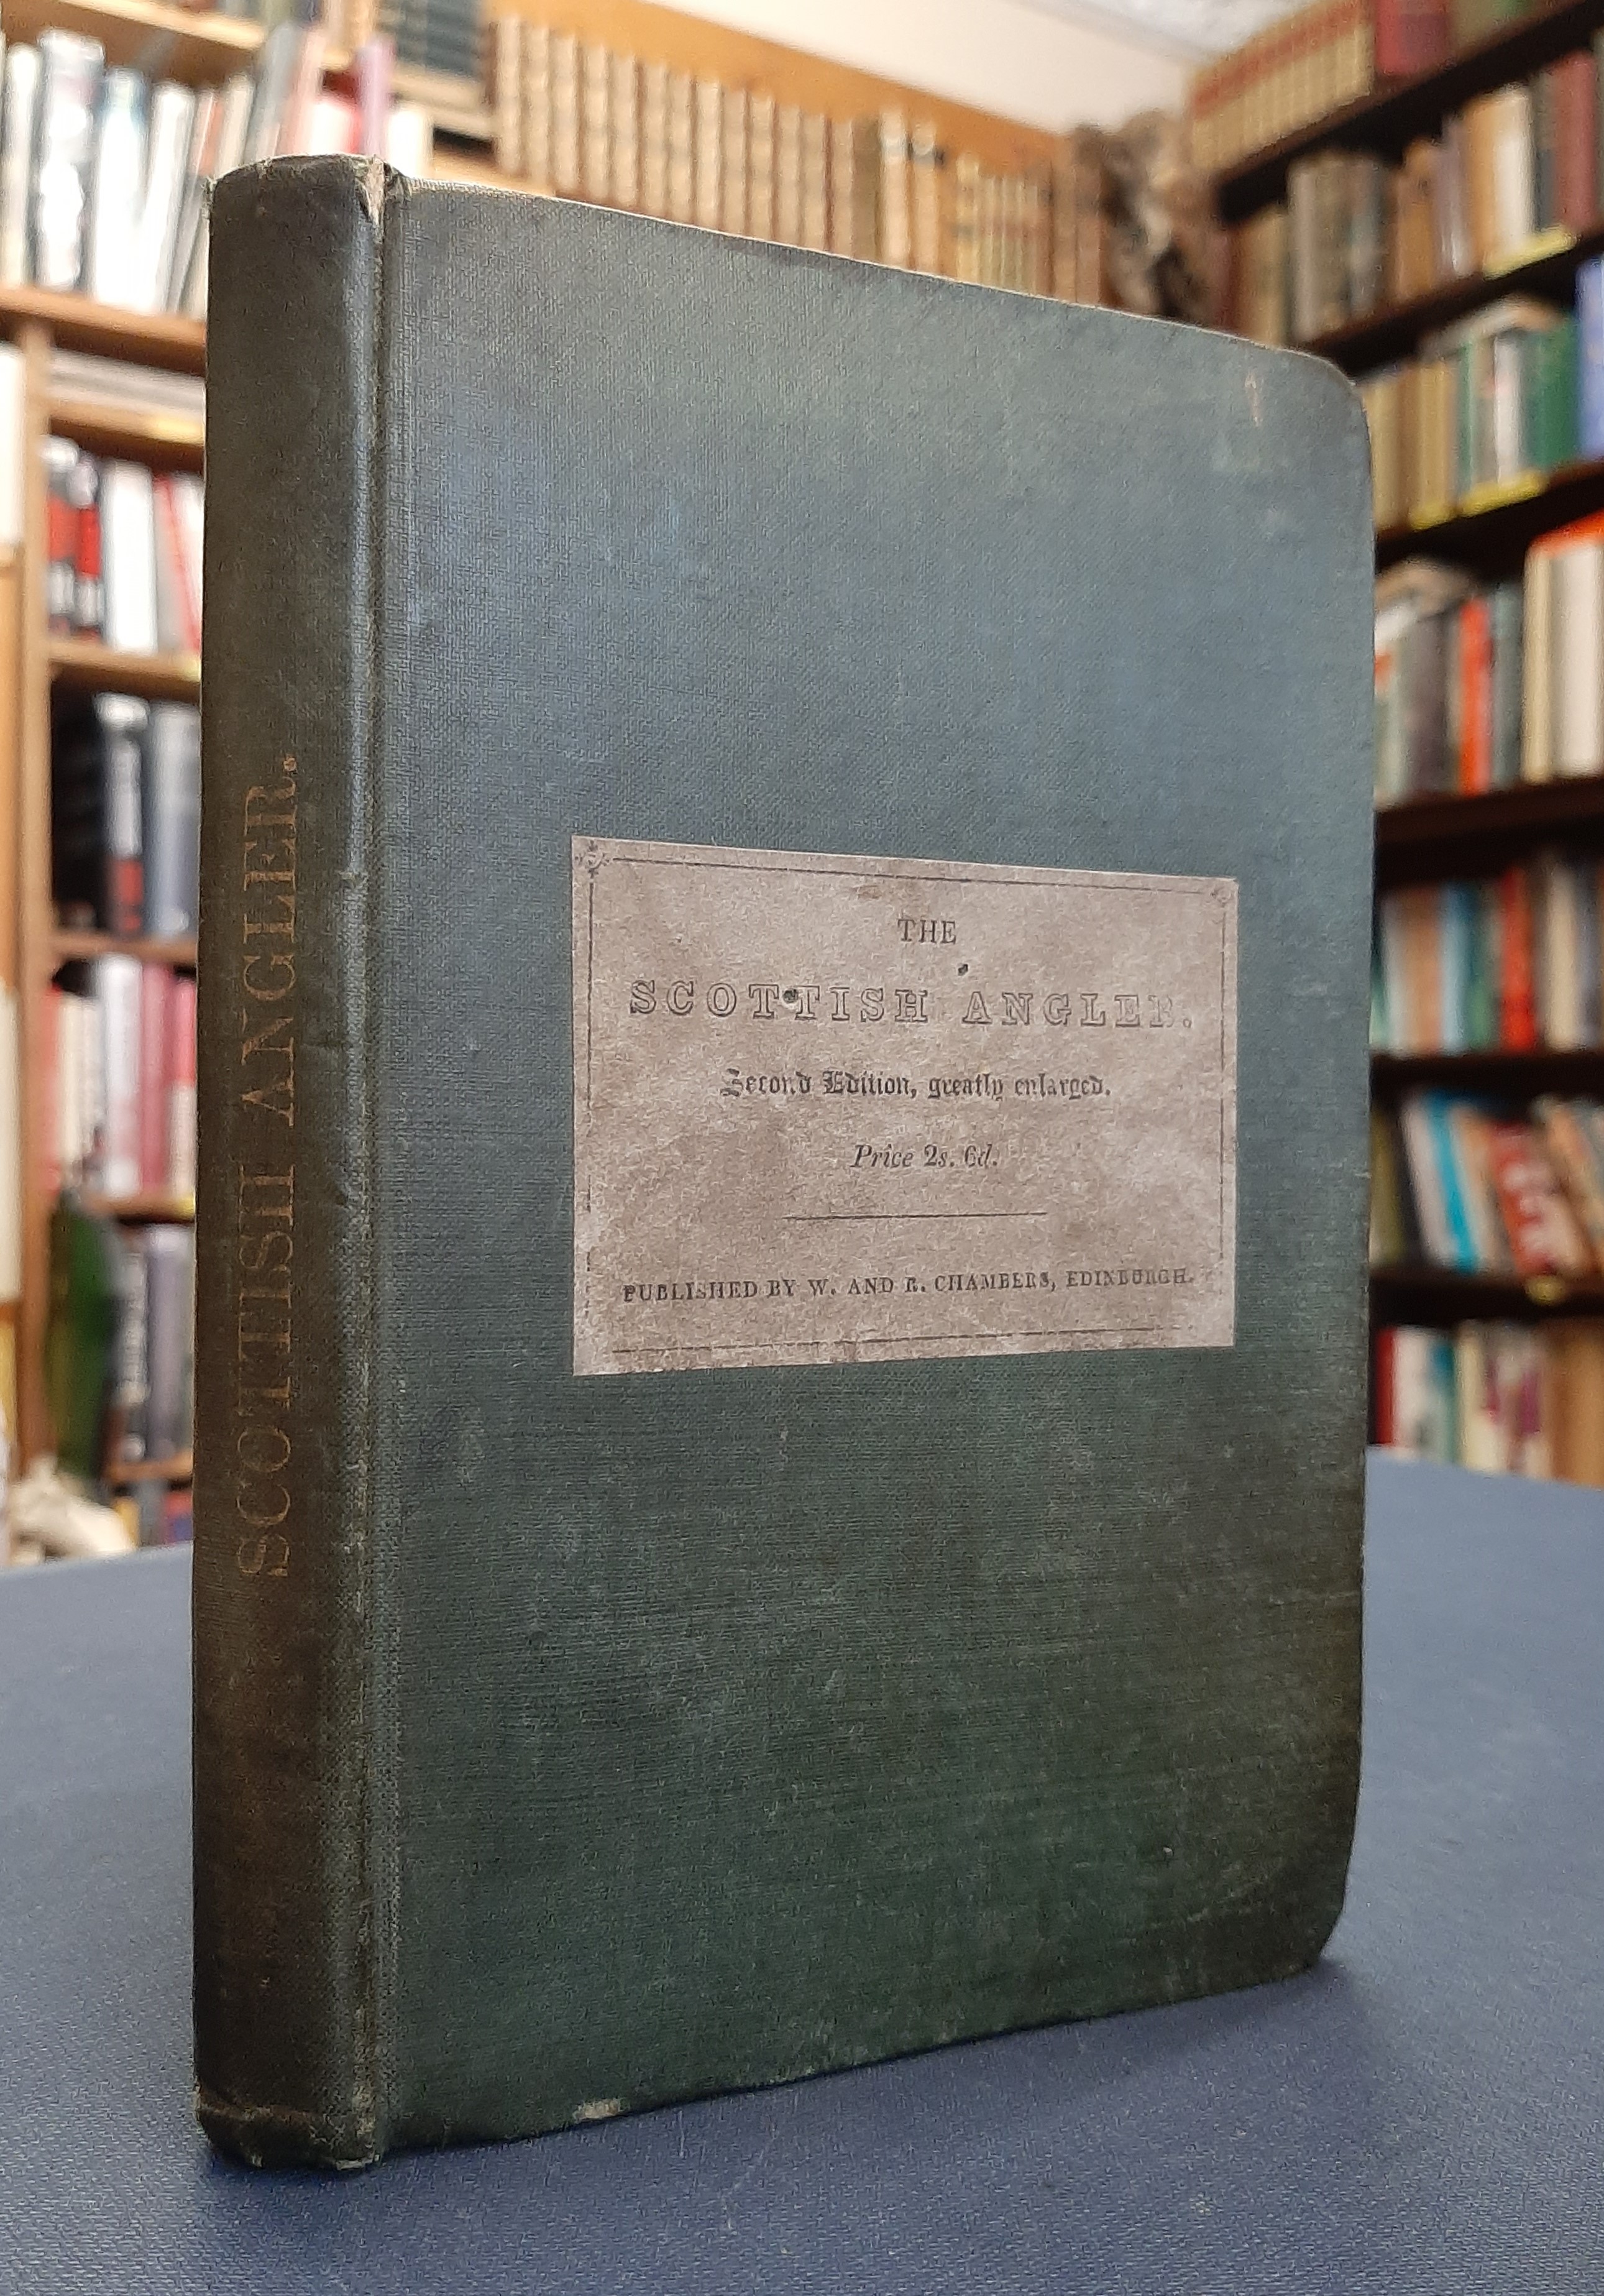 SCOTTISH ANGLER.
THE
SCOTTISH ANGLER.
Second Edition, greatly enlarged.
Price 2s. 6d.
PUBLISHED BY W. AND R. CHAMBERS, EDINBURGH.